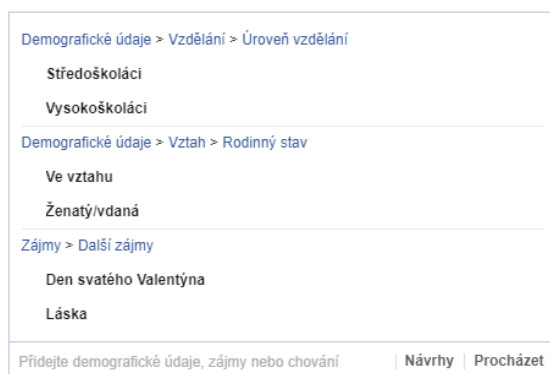 Demografické údaje > Vzdělání > Úroveň vzdělání
Středoškoláci
Vysokoškoláci
Demografické údaje > Vztah > Rodinný stav
Ve vztahu
Ženatý/vdaná
Zájmy > Další zájmy
Den svatého Valentýna
Láska
Přidejte demografické údaje, zájmy nebo chování | Návrhy | Procházet